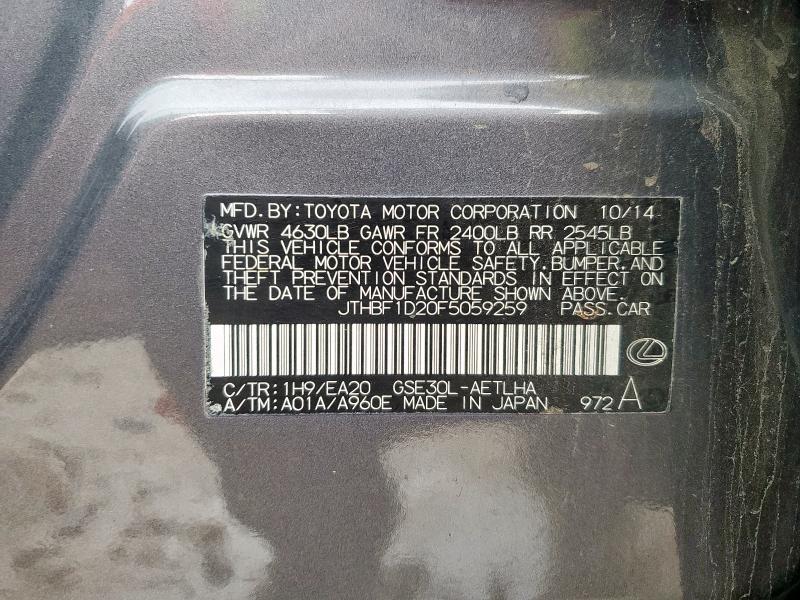 MFD.BY:TOYOTA MOTOR CORPORATION 10/14
GVWR 4630LB GAWR FR 2400LB RR 2545LB
THIS VEHICLE CONFORMS TO ALL APPLICABLE
FEDERAL MOTOR VEHICLE SAFETY,BUMPER,AND
THEFT PREVENTION STANDARDS IN EFFECT ON
THE DATE OF MANUFACTURE SHOWN ABOVE.
JTHBF1D20F5059259 PASS.CAR
C/TR:1H9/EA20 GSE30L-AETLHA
A/TM:A01A/A960E MADE IN JAPAN 972 A